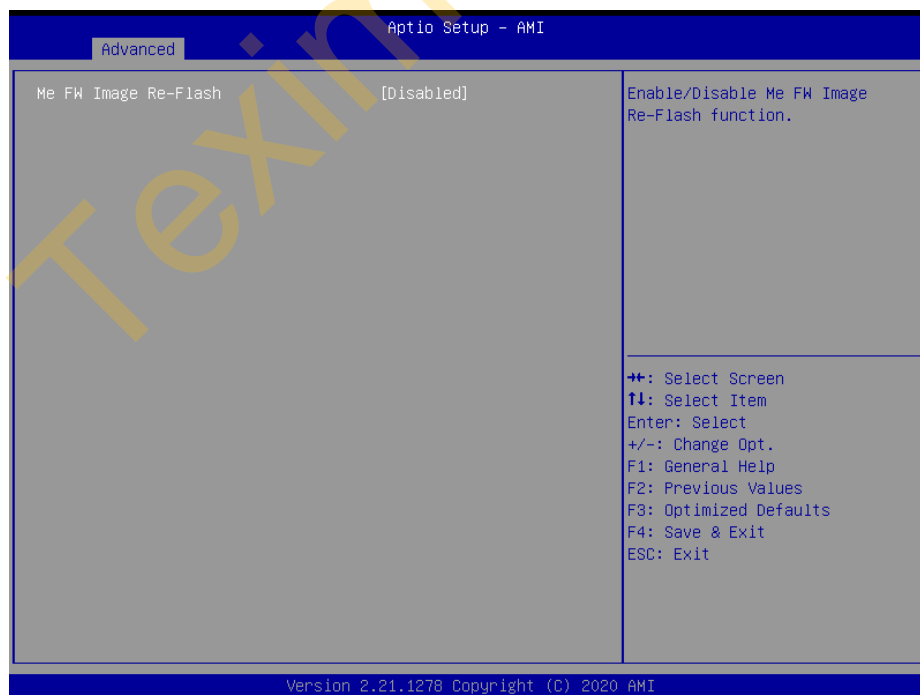 Aptio Setup – AMI
Advanced
Me FW Image Re-Flash [Disabled]
Enable/Disable Me FW Image
Re-Flash function.
→←: Select Screen
↑↓: Select Item
Enter: Select
+/-: Change Opt.
F1: General Help
F2: Previous Values
F3: Optimized Defaults
F4: Save & Exit
ESC: Exit
Version 2.21.1278 Copyright (C) 2020 AMI
Texim